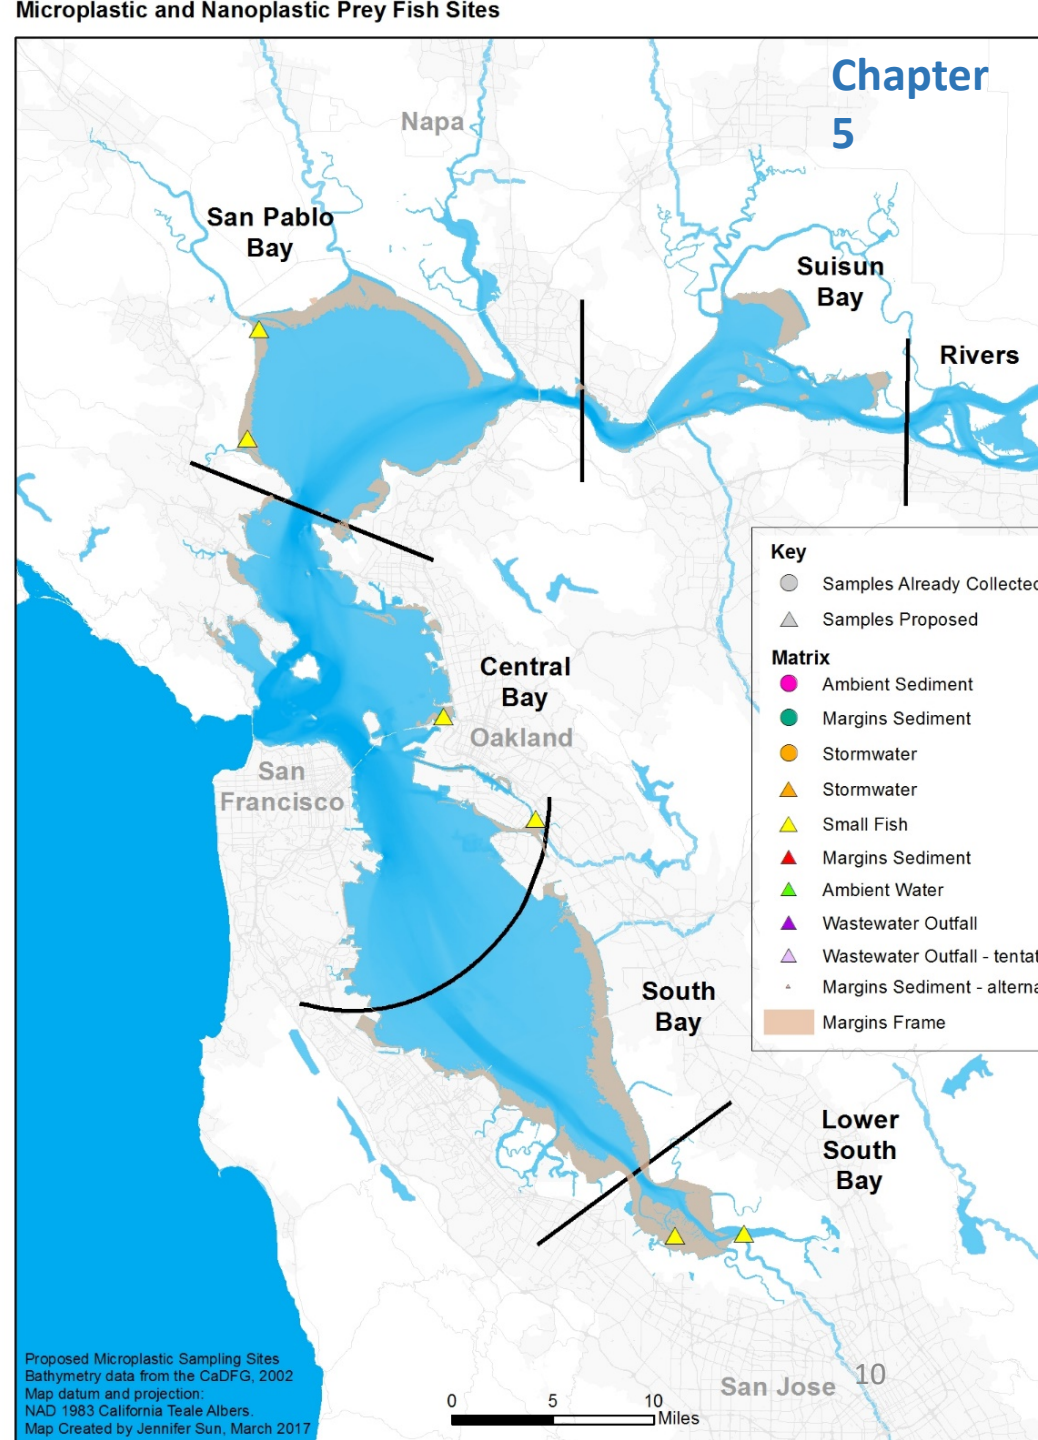 Microplastic and Nanoplastic Prey Fish Sites
Chapter
5
Napa
San Pablo
Bay
Suisun
Bay
Rivers
Key
Samples Already Collected
Samples Proposed
Matrix
Ambient Sediment
Margins Sediment
Stormwater
Stormwater
Small Fish
Margins Sediment
Ambient Water
Wastewater Outfall
Wastewater Outfall - tentat
Margins Sediment - alterna
Margins Frame
Central
Bay
Oakland
San
Francisco
South
Bay
Lower
South
Bay
San Jose
10
0 5 10
Miles
Proposed Microplastic Sampling Sites
Bathymetry data from the CaDFG, 2002
Map datum and projection:
NAD 1983 California Teale Albers.
Map Created by Jennifer Sun, March 2017